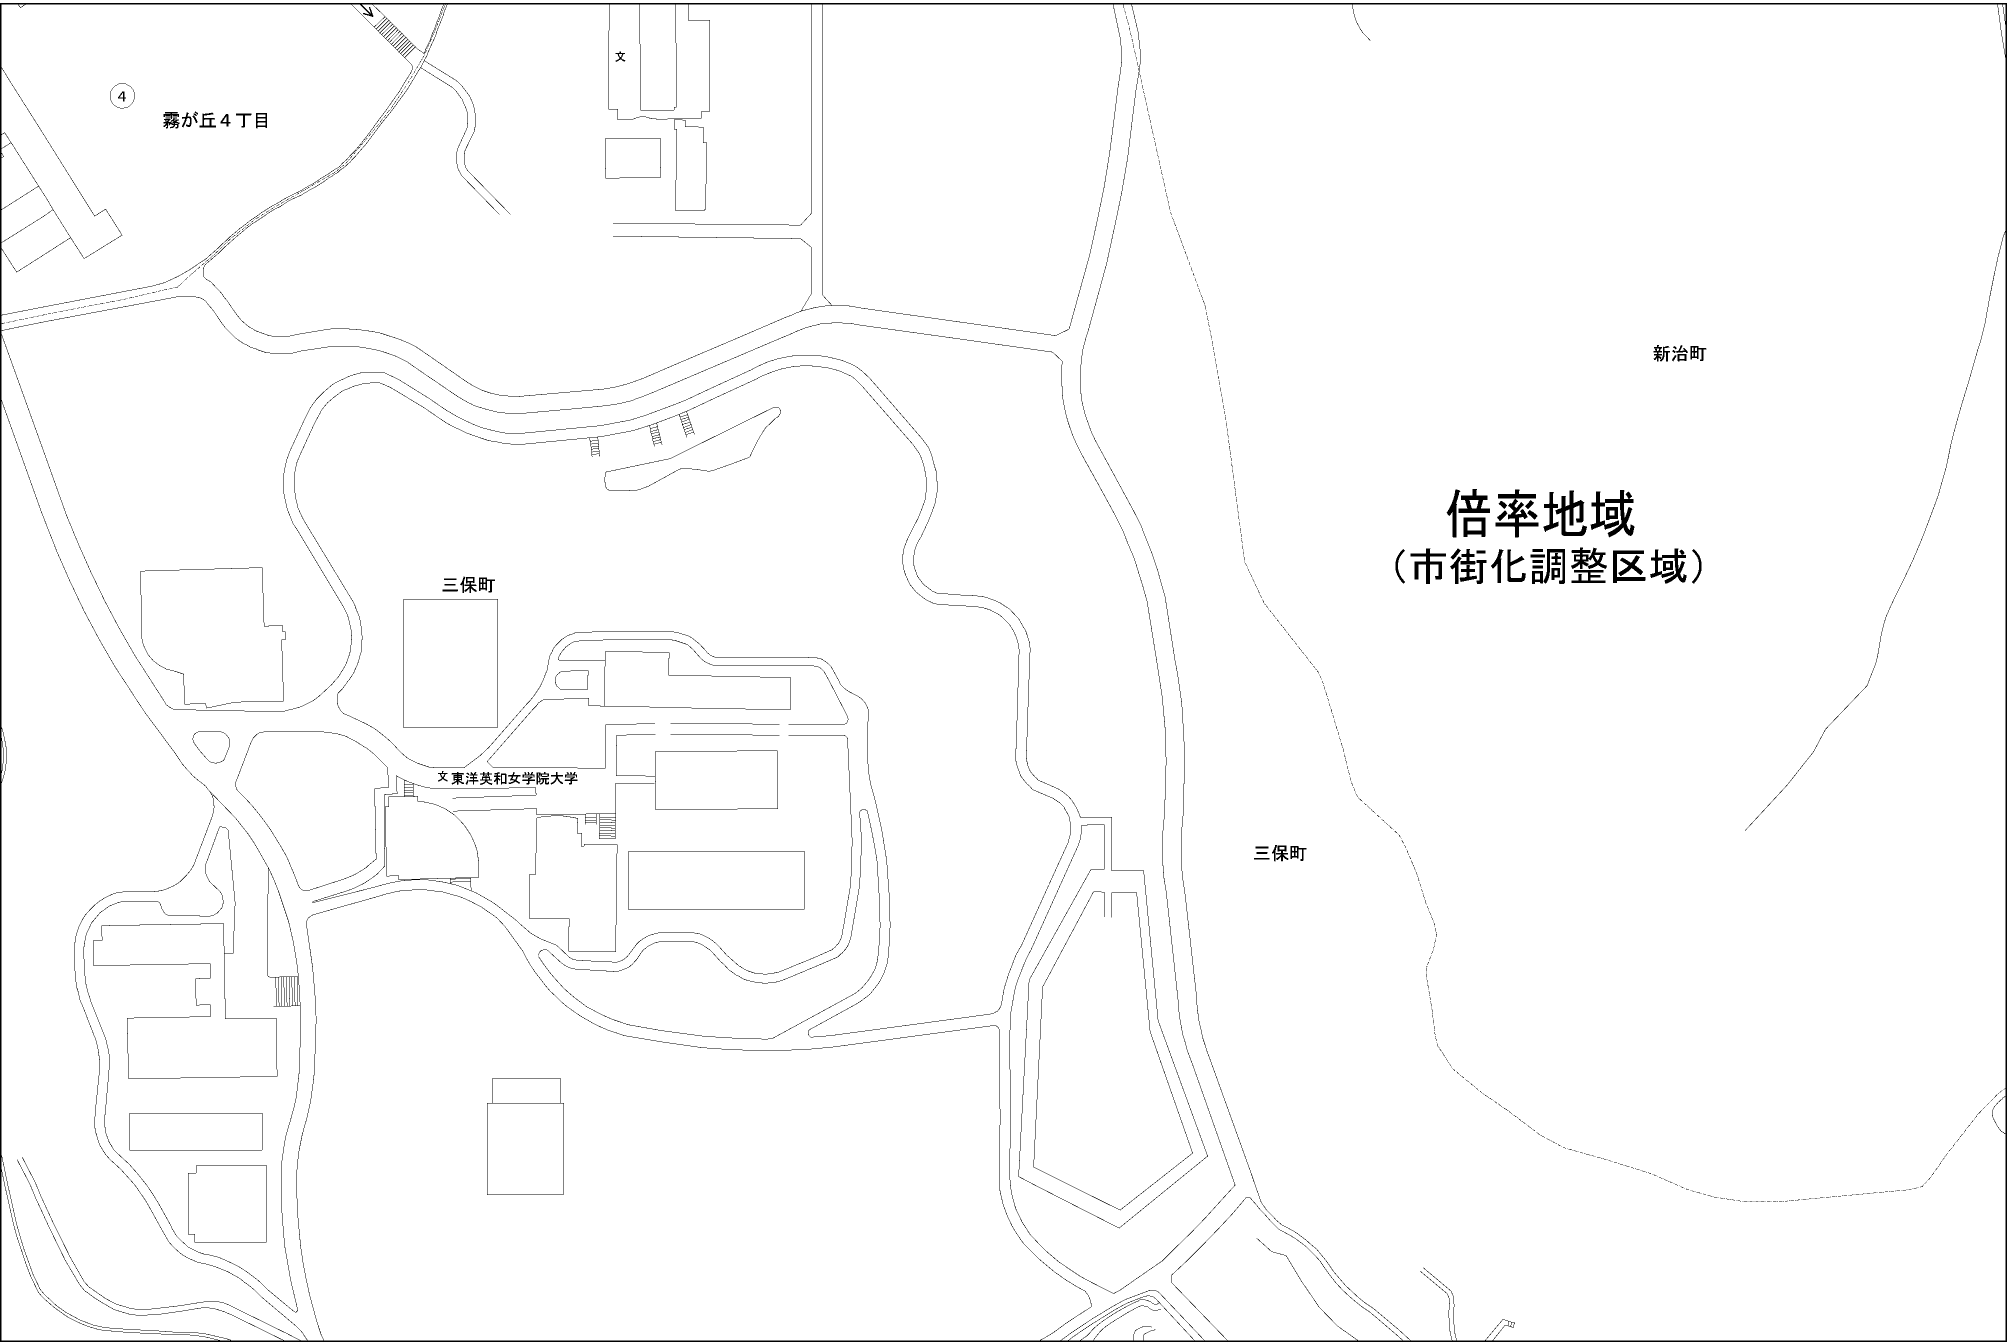 文
4
霧が丘４丁目
新治町
倍率地域
（市街化調整区域）
三保町
文 東洋英和女学院大学
三保町